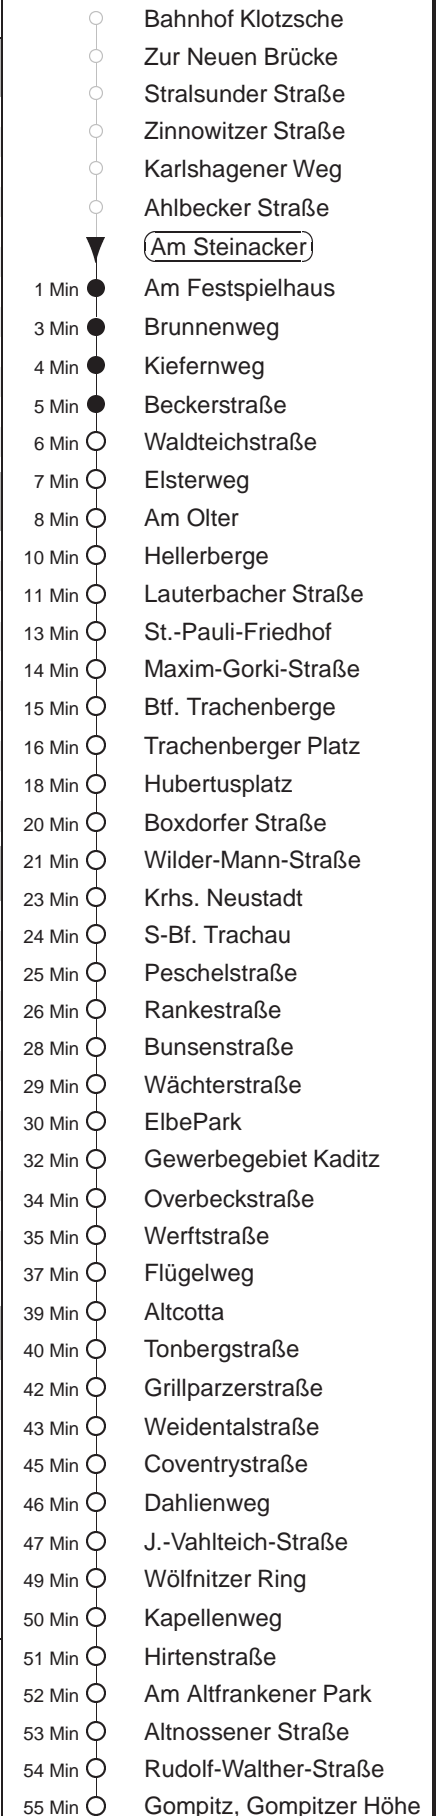 Bahnhof Klotzsche
Zur Neuen Brücke
Stralsunder Straße
Zinnowitzer Straße
Karlshagener Weg
Ahlbecker Straße
Am Steinacker
1 Min Am Festspielhaus
3 Min Brunnenweg
4 Min Kiefernweg
5 Min Beckerstraße
6 Min Waldteichstraße
7 Min Elsterweg
8 Min Am Olter
10 Min Hellerberge
11 Min Lauterbacher Straße
13 Min St.-Pauli-Friedhof
14 Min Maxim-Gorki-Straße
15 Min Btf. Trachenberge
16 Min Trachenberger Platz
18 Min Hubertusplatz
20 Min Boxdorfer Straße
21 Min Wilder-Mann-Straße
23 Min Krhs. Neustadt
24 Min S-Bf. Trachau
25 Min Peschelstraße
26 Min Rankestraße
28 Min Bunsenstraße
29 Min Wächterstraße
30 Min ElbePark
32 Min Gewerbegebiet Kaditz
34 Min Overbeckstraße
35 Min Werftstraße
37 Min Flügelweg
39 Min Altcotta
40 Min Tonbergstraße
42 Min Grillparzerstraße
43 Min Weidentalstraße
45 Min Coventrystraße
46 Min Dahlienweg
47 Min J.-Vahlteich-Straße
49 Min Wölfnitzer Ring
50 Min Kapellenweg
51 Min Hirtenstraße
52 Min Am Altfrankener Park
53 Min Altnossener Straße
54 Min Rudolf-Walther-Straße
55 Min Gompitz, Gompitzer Höhe